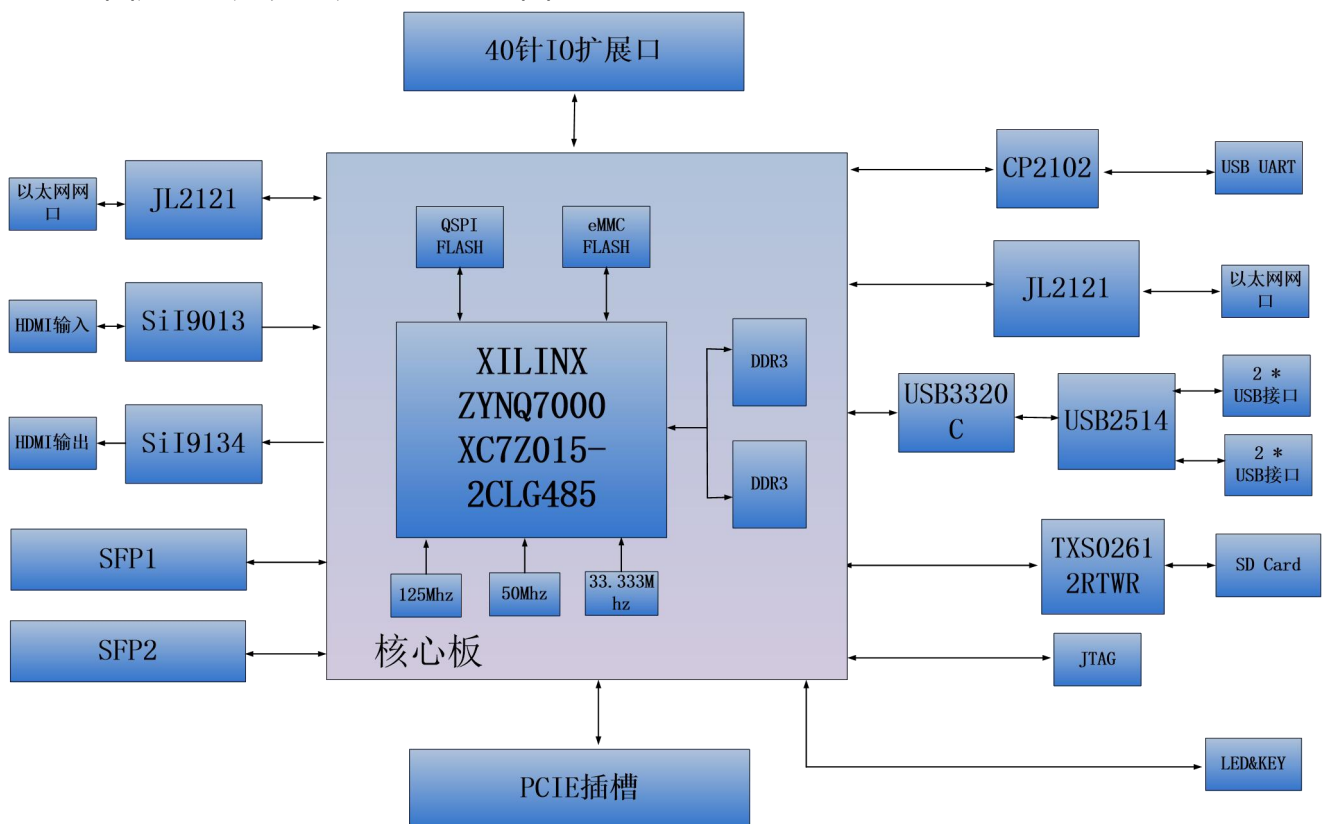 40针IO扩展口
以太网网
口
JL2121
HDMI输入
SiI9013
HDMI输出
SiI9134
SFP1
SFP2
QSPI
FLASH
eMMC
FLASH
XILINX
ZYNQ7000
XC7Z015-
2CLG485
DDR3
DDR3
125Mhz
50Mhz
33.333M
hz
核心板
CP2102
USB UART
JL2121
以太网网
口
USB3320
C
USB2514
2 *
USB接口
2 *
USB接口
TXS0261
2RTWR
SD Card
JTAG
LED&KEY
PCIE插槽